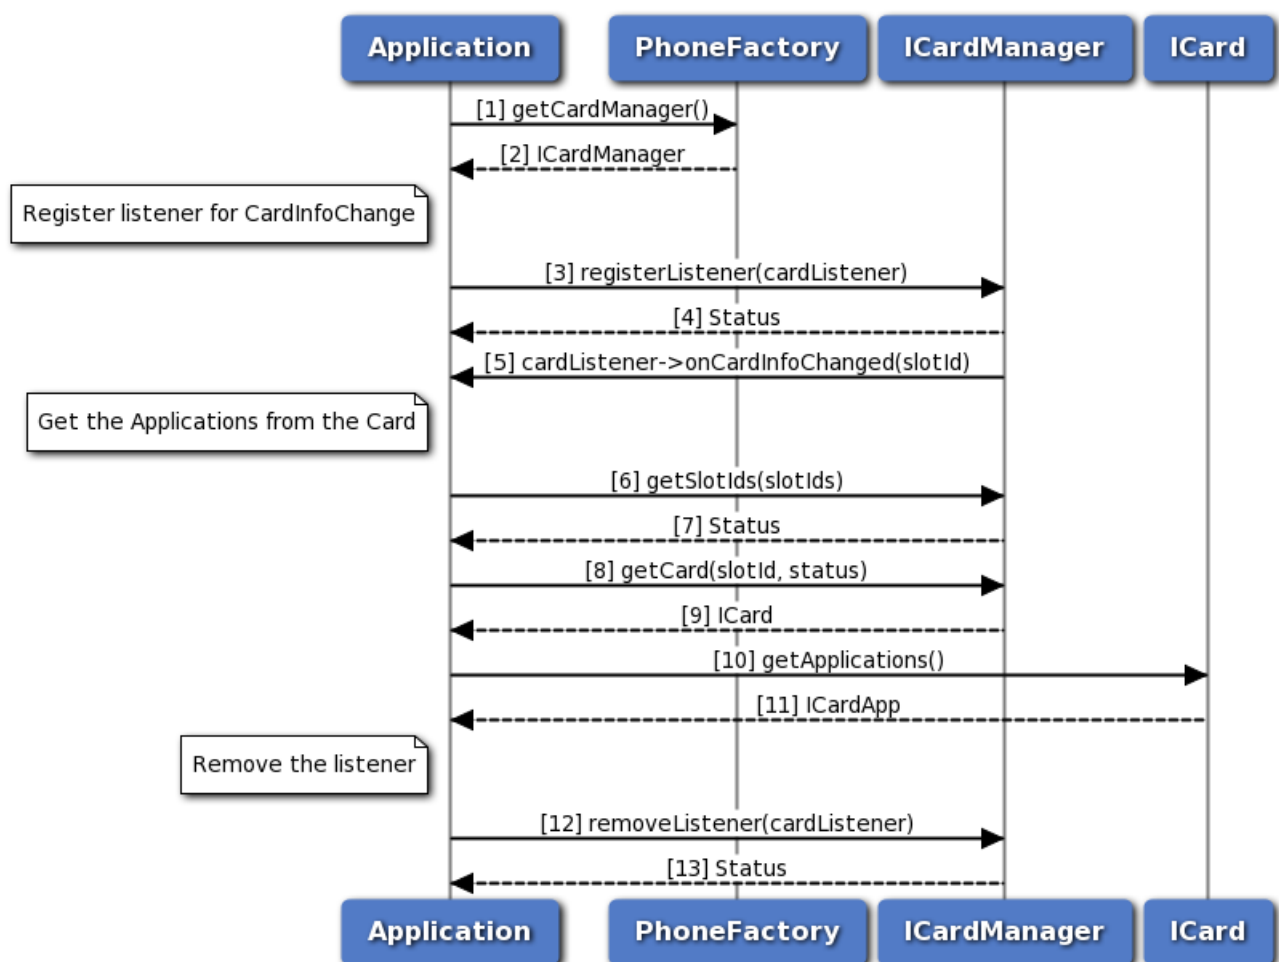 Application PhoneFactory ICardManager ICard
[1] getCardManager()
[2] ICardManager
Register listener for CardInfoChange
[3] registerListener(cardListener)
[4] Status
[5] cardListener->onCardInfoChanged(slotId)
Get the Applications from the Card
[6] getSlotIds(slotIds)
[7] Status
[8] getCard(slotId, status)
[9] ICard
[10] getApplications()
[11] ICardApp
Remove the listener
[12] removeListener(cardListener)
[13] Status
Application PhoneFactory ICardManager ICard